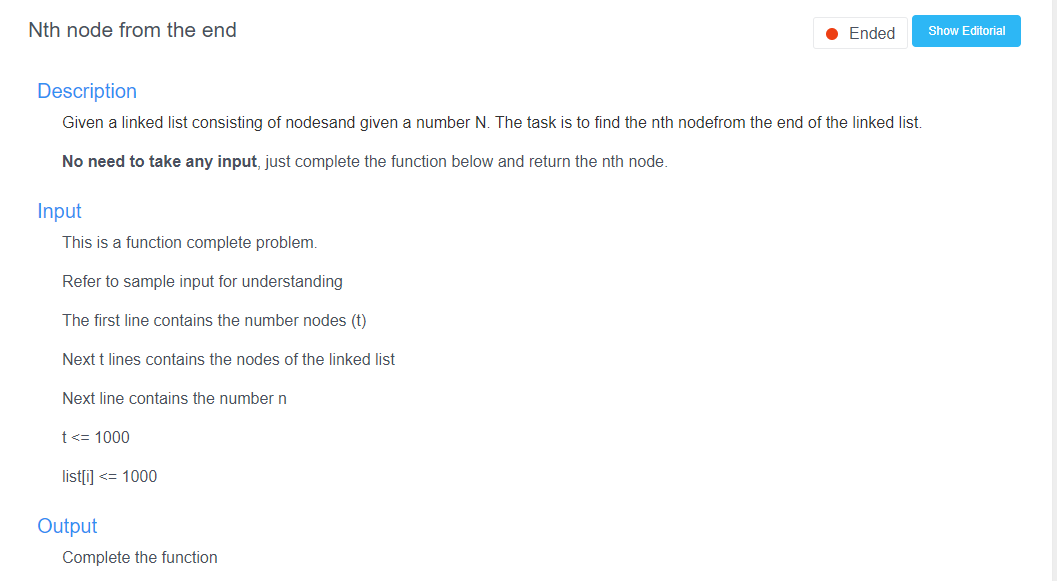 Nth node from the end
Ended
Show Editorial
Description
Given a linked list consisting of nodesand given a number N. The task is to find the nth nodefrom the end of the linked list.
No need to take any input, just complete the function below and return the nth node.
Input
This is a function complete problem.
Refer to sample input for understanding
The first line contains the number nodes (t)
Next t lines contains the nodes of the linked list
Next line contains the number n
t <= 1000
list[i] <= 1000
Output
Complete the function